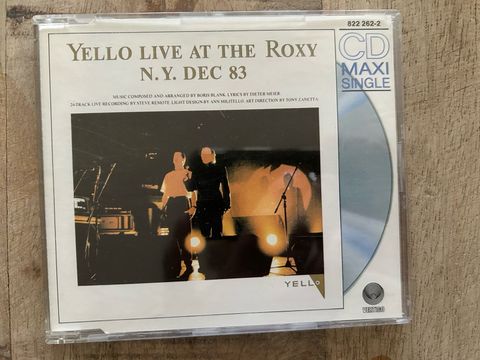 822 262-2
YELLO LIVE AT THE ROXY
N.Y. DEC 83
CD
MAXI
SINGLE
MUSIC COMPOSED AND ARRANGED BY BORIS BLANK. LYRICS BY DIETER MEIER.
24-TRACK LIVE RECORDING BY STEVE REMOTE. LIGHT DESIGN BY ANN MILITELLO. ART DIRECTION BY TONY ZANETTA
YELLO
VERTIGO